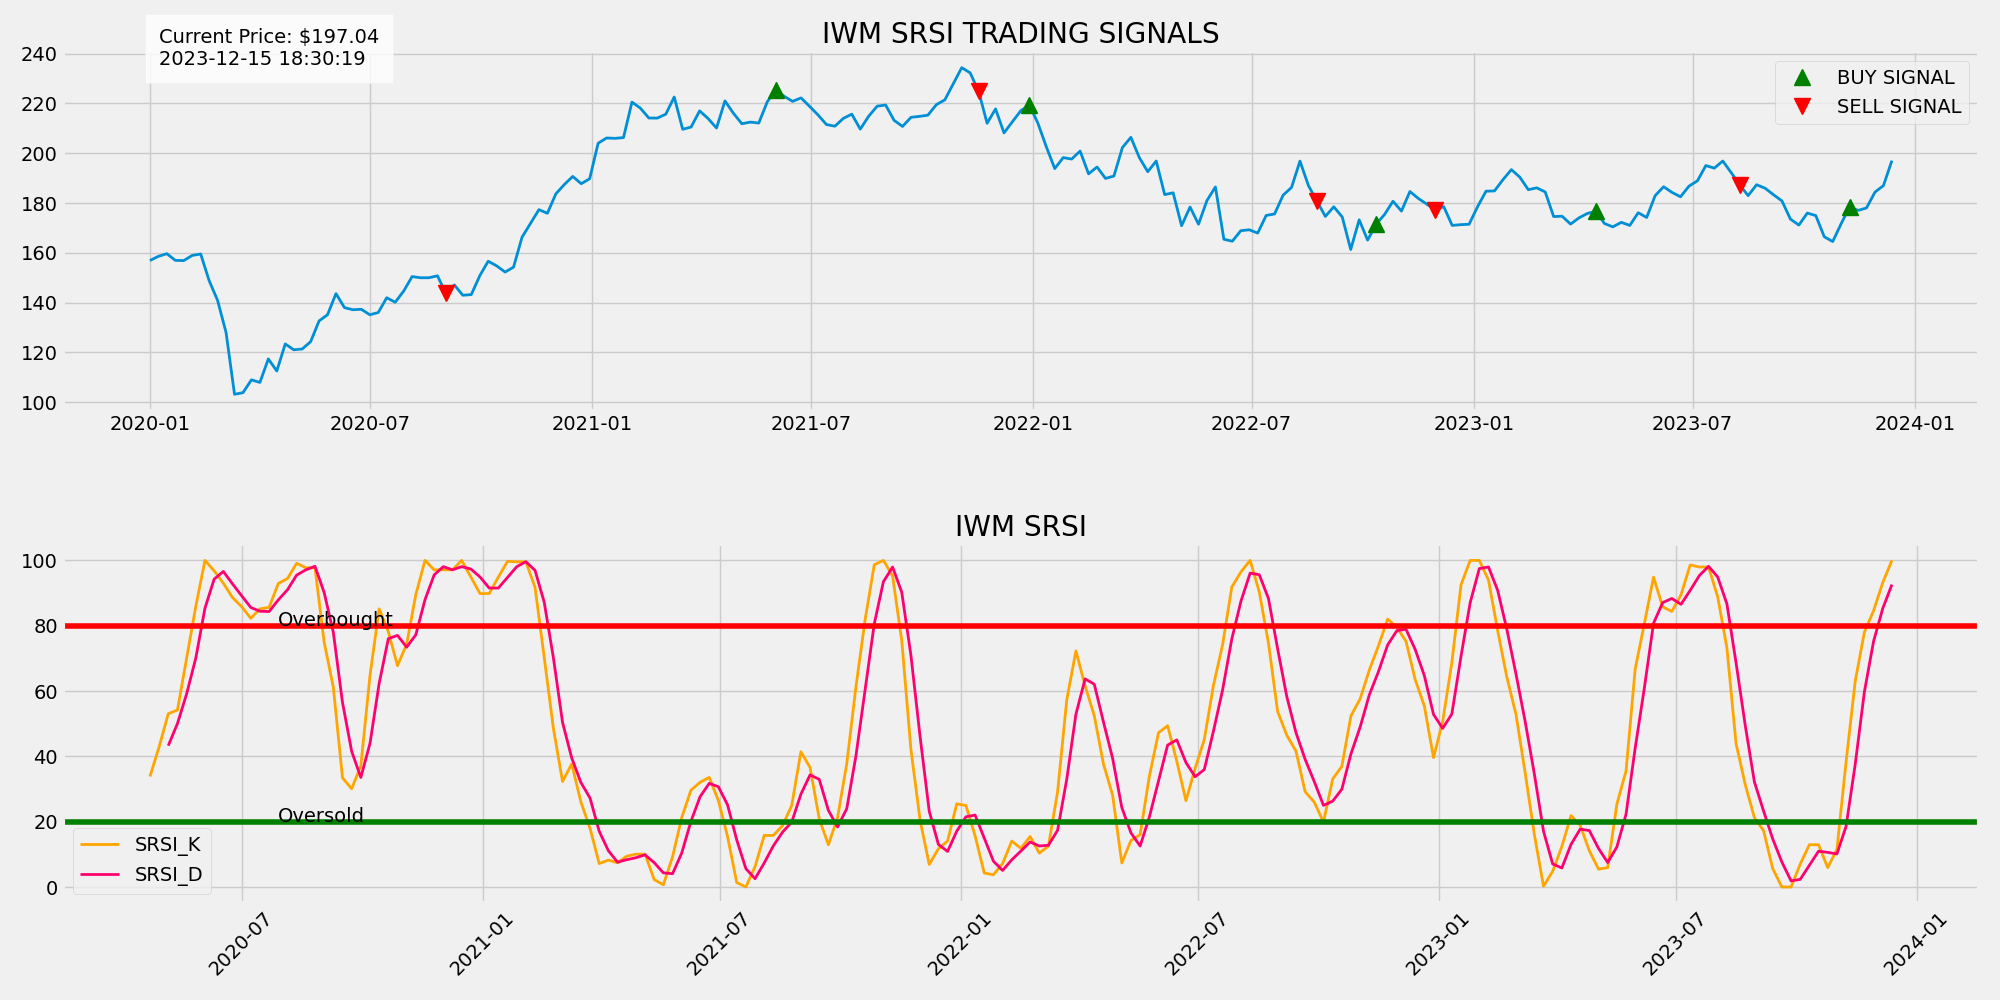 IWM SRSI TRADING SIGNALS
Current Price: $197.04
2023-12-15 18:30:19
BUY SIGNAL
SELL SIGNAL
240
220
200
180
160
140
120
100
2020-01 2020-07 2021-01 2021-07 2022-01 2022-07 2023-01 2023-07 2024-01
IWM SRSI
100
80
60
40
20
0
Overbought
Oversold
SRSI_K
SRSI_D
2020-07 2021-01 2021-07 2022-01 2022-07 2023-01 2023-07 2024-01